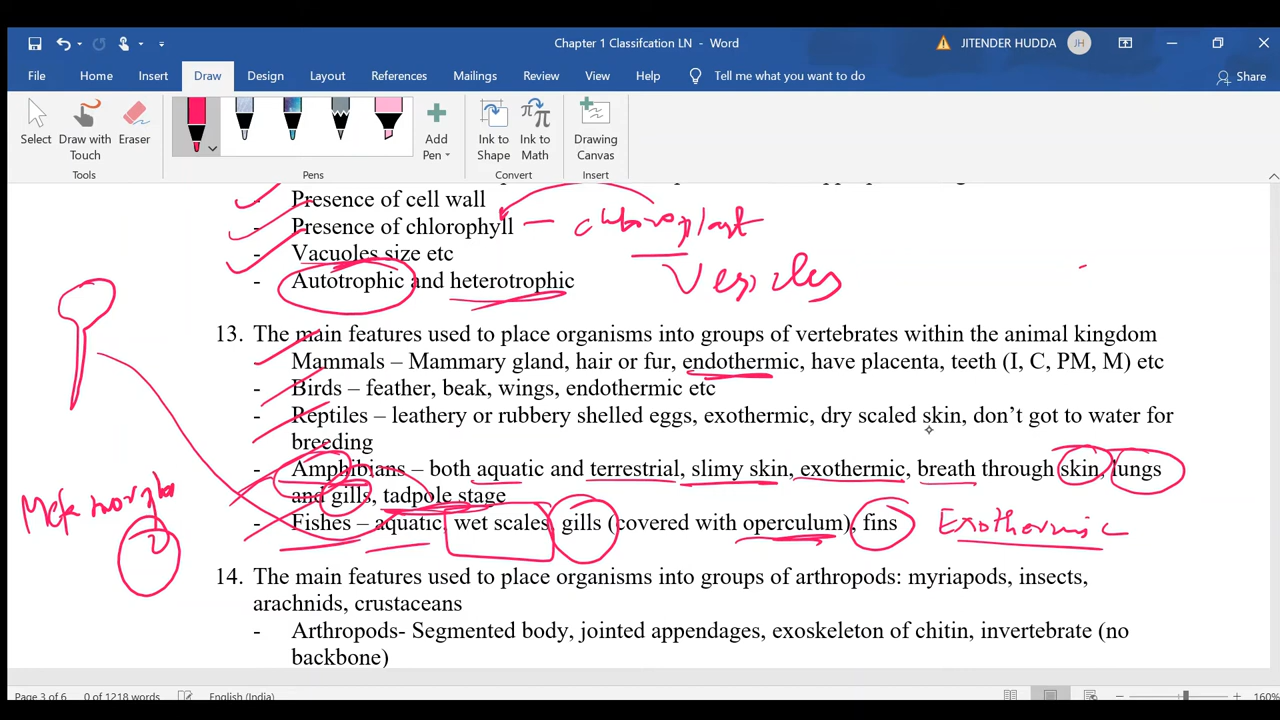 Chapter 1 Classifcation LN - Word
JITENDER HUDDA
JH
File Home Insert Draw Design Layout References Mailings Review View Help Tell me what you want to do
Share
Select
Draw with Touch
Eraser
Add Pen
Ink to Shape
Ink to Math
Drawing Canvas
Tools
Pens
Convert
Insert
- Presence of cell wall
- Presence of chlorophyll — chloroplast
- Vacuoles size etc
Vesicles
- Autotrophic and heterotrophic
13. The main features used to place organisms into groups of vertebrates within the animal kingdom
Mammals – Mammary gland, hair or fur, endothermic, have placenta, teeth (I, C, PM, M) etc
- Birds – feather, beak, wings, endothermic etc
- Reptiles – leathery or rubbery shelled eggs, exothermic, dry scaled skin, don't got to water for
breeding
- Amphibians – both aquatic and terrestrial, slimy skin, exothermic, breath through skin, lungs
and gills, tadpole stage
- Fishes – aquatic, wet scales, gills (covered with operculum), fins Exothermic
14. The main features used to place organisms into groups of arthropods: myriapods, insects,
arachnids, crustaceans
- Arthropods- Segmented body, jointed appendages, exoskeleton of chitin, invertebrate (no
backbone)
Page 3 of 6 0 of 1218 words English (India) 160%